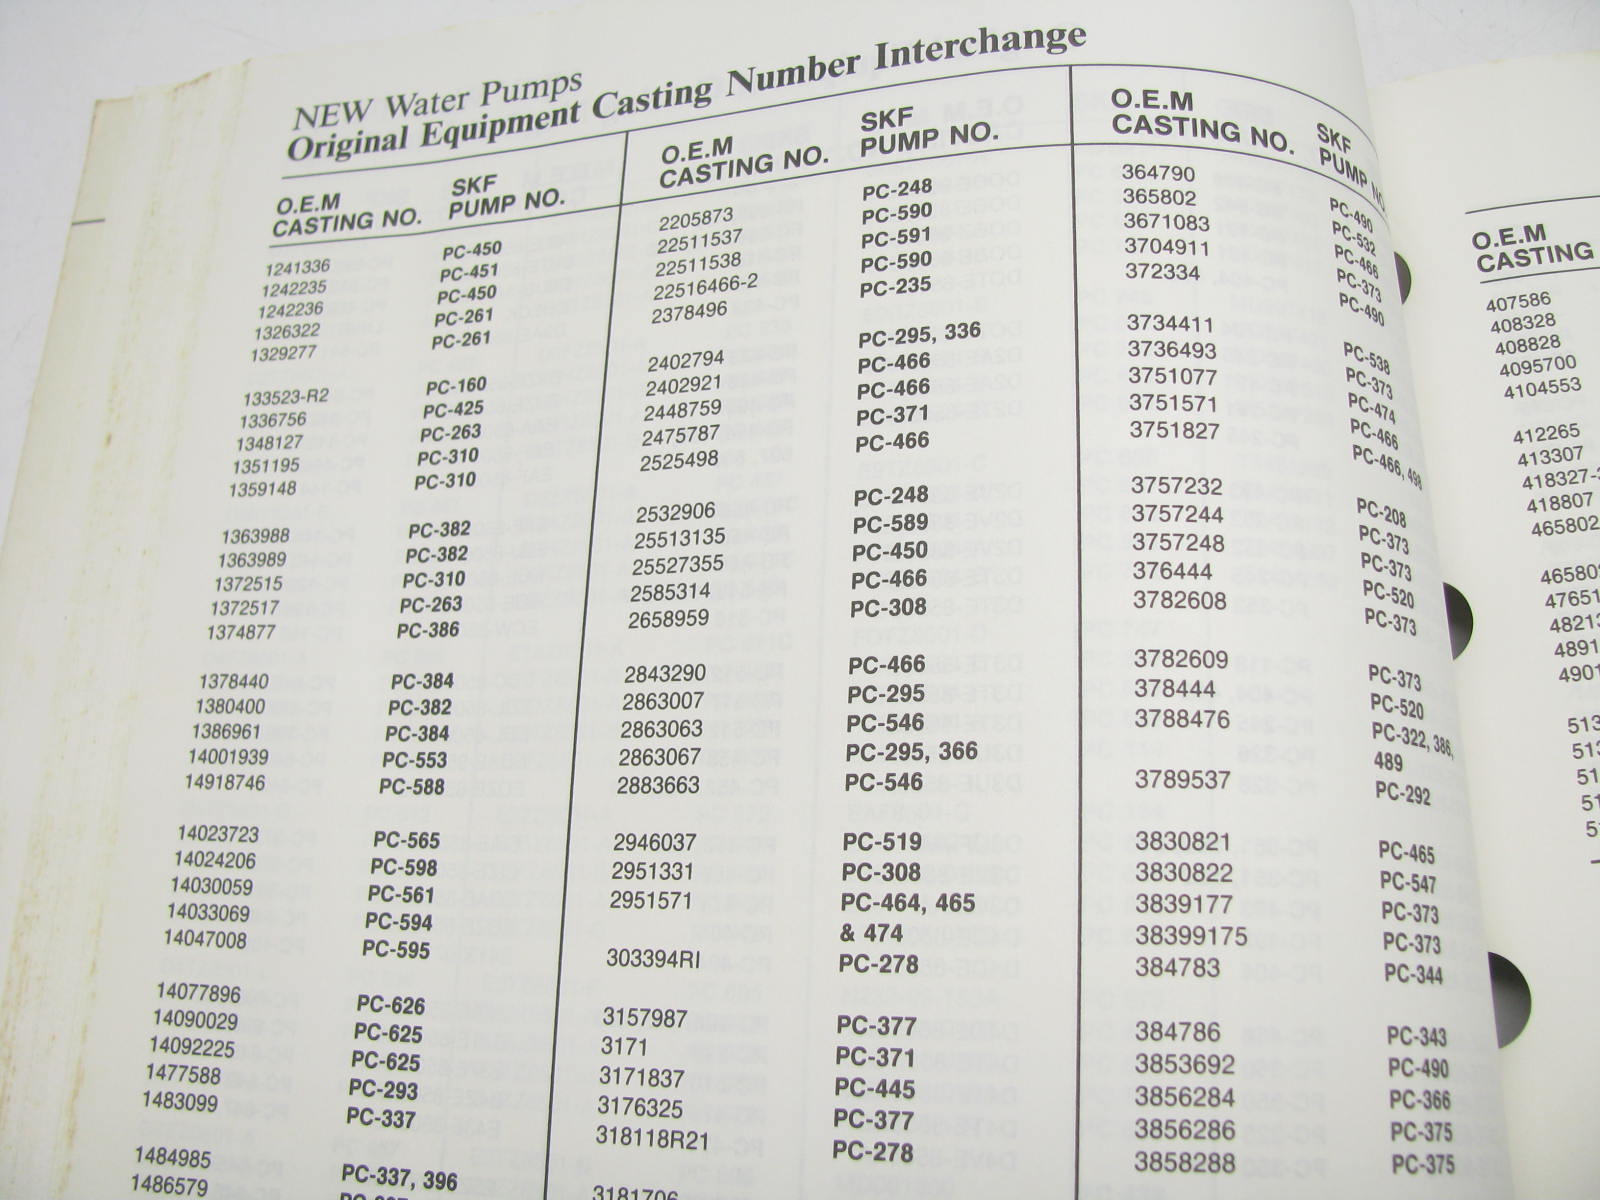 NEW Water Pumps
Original Equipment Casting Number Interchange
O.E.M CASTING NO. SKF PUMP NO.
1241336 PC-450
1242235 PC-451
1242236 PC-450
1326322 PC-261
1329277 PC-261
133523-R2 PC-160
1336756 PC-425
1348127 PC-263
1351195 PC-310
1359148 PC-310
1363988 PC-382
1363989 PC-382
1372515 PC-310
1372517 PC-263
1374877 PC-386
1378440 PC-384
1380400 PC-382
1386961 PC-384
14001939 PC-553
14918746 PC-588
14023723 PC-565
14024206 PC-598
14030059 PC-561
14033069 PC-594
14047008 PC-595
14077896 PC-626
14090029 PC-625
14092225 PC-625
1477588 PC-293
1483099 PC-337
1484985 PC-337, 396
1486579
O.E.M CASTING NO. SKF PUMP NO.
2205873 PC-248
22511537 PC-590
22511538 PC-591
22516466-2 PC-590
2378496 PC-235
2402794 PC-295, 336
2402921 PC-466
2448759 PC-466
2475787 PC-371
2525498 PC-466
2532906 PC-248
25513135 PC-589
25527355 PC-450
2585314 PC-466
2658959 PC-308
2843290 PC-466
2863007 PC-295
2863063 PC-546
2863067 PC-295, 366
2883663 PC-546
2946037 PC-519
2951331 PC-308
2951571 PC-464, 465
& 474
303394RI PC-278
3157987 PC-377
3171 PC-371
3171837 PC-445
3176325 PC-377
318118R21 PC-278
3181706
O.E.M CASTING NO. SKF PUMP NO.
364790 PC-490
365802 PC-532
3671083 PC-466
3704911 PC-373
372334 PC-490
3734411 PC-538
3736493 PC-373
3751077 PC-474
3751571 PC-466
3751827 PC-466, 498
3757232 PC-208
3757244 PC-373
3757248 PC-373
376444 PC-520
3782608 PC-373
3782609 PC-373
378444 PC-520
3788476 PC-322, 386,
489
3789537 PC-292
3830821 PC-465
3830822 PC-547
3839177 PC-373
38399175 PC-373
384783 PC-344
384786 PC-343
3853692 PC-490
3856284 PC-366
3856286 PC-375
3858288 PC-375
O.E.M
CASTING
407586
408328
408828
4095700
4104553
412265
413307
418327-
418807
465802